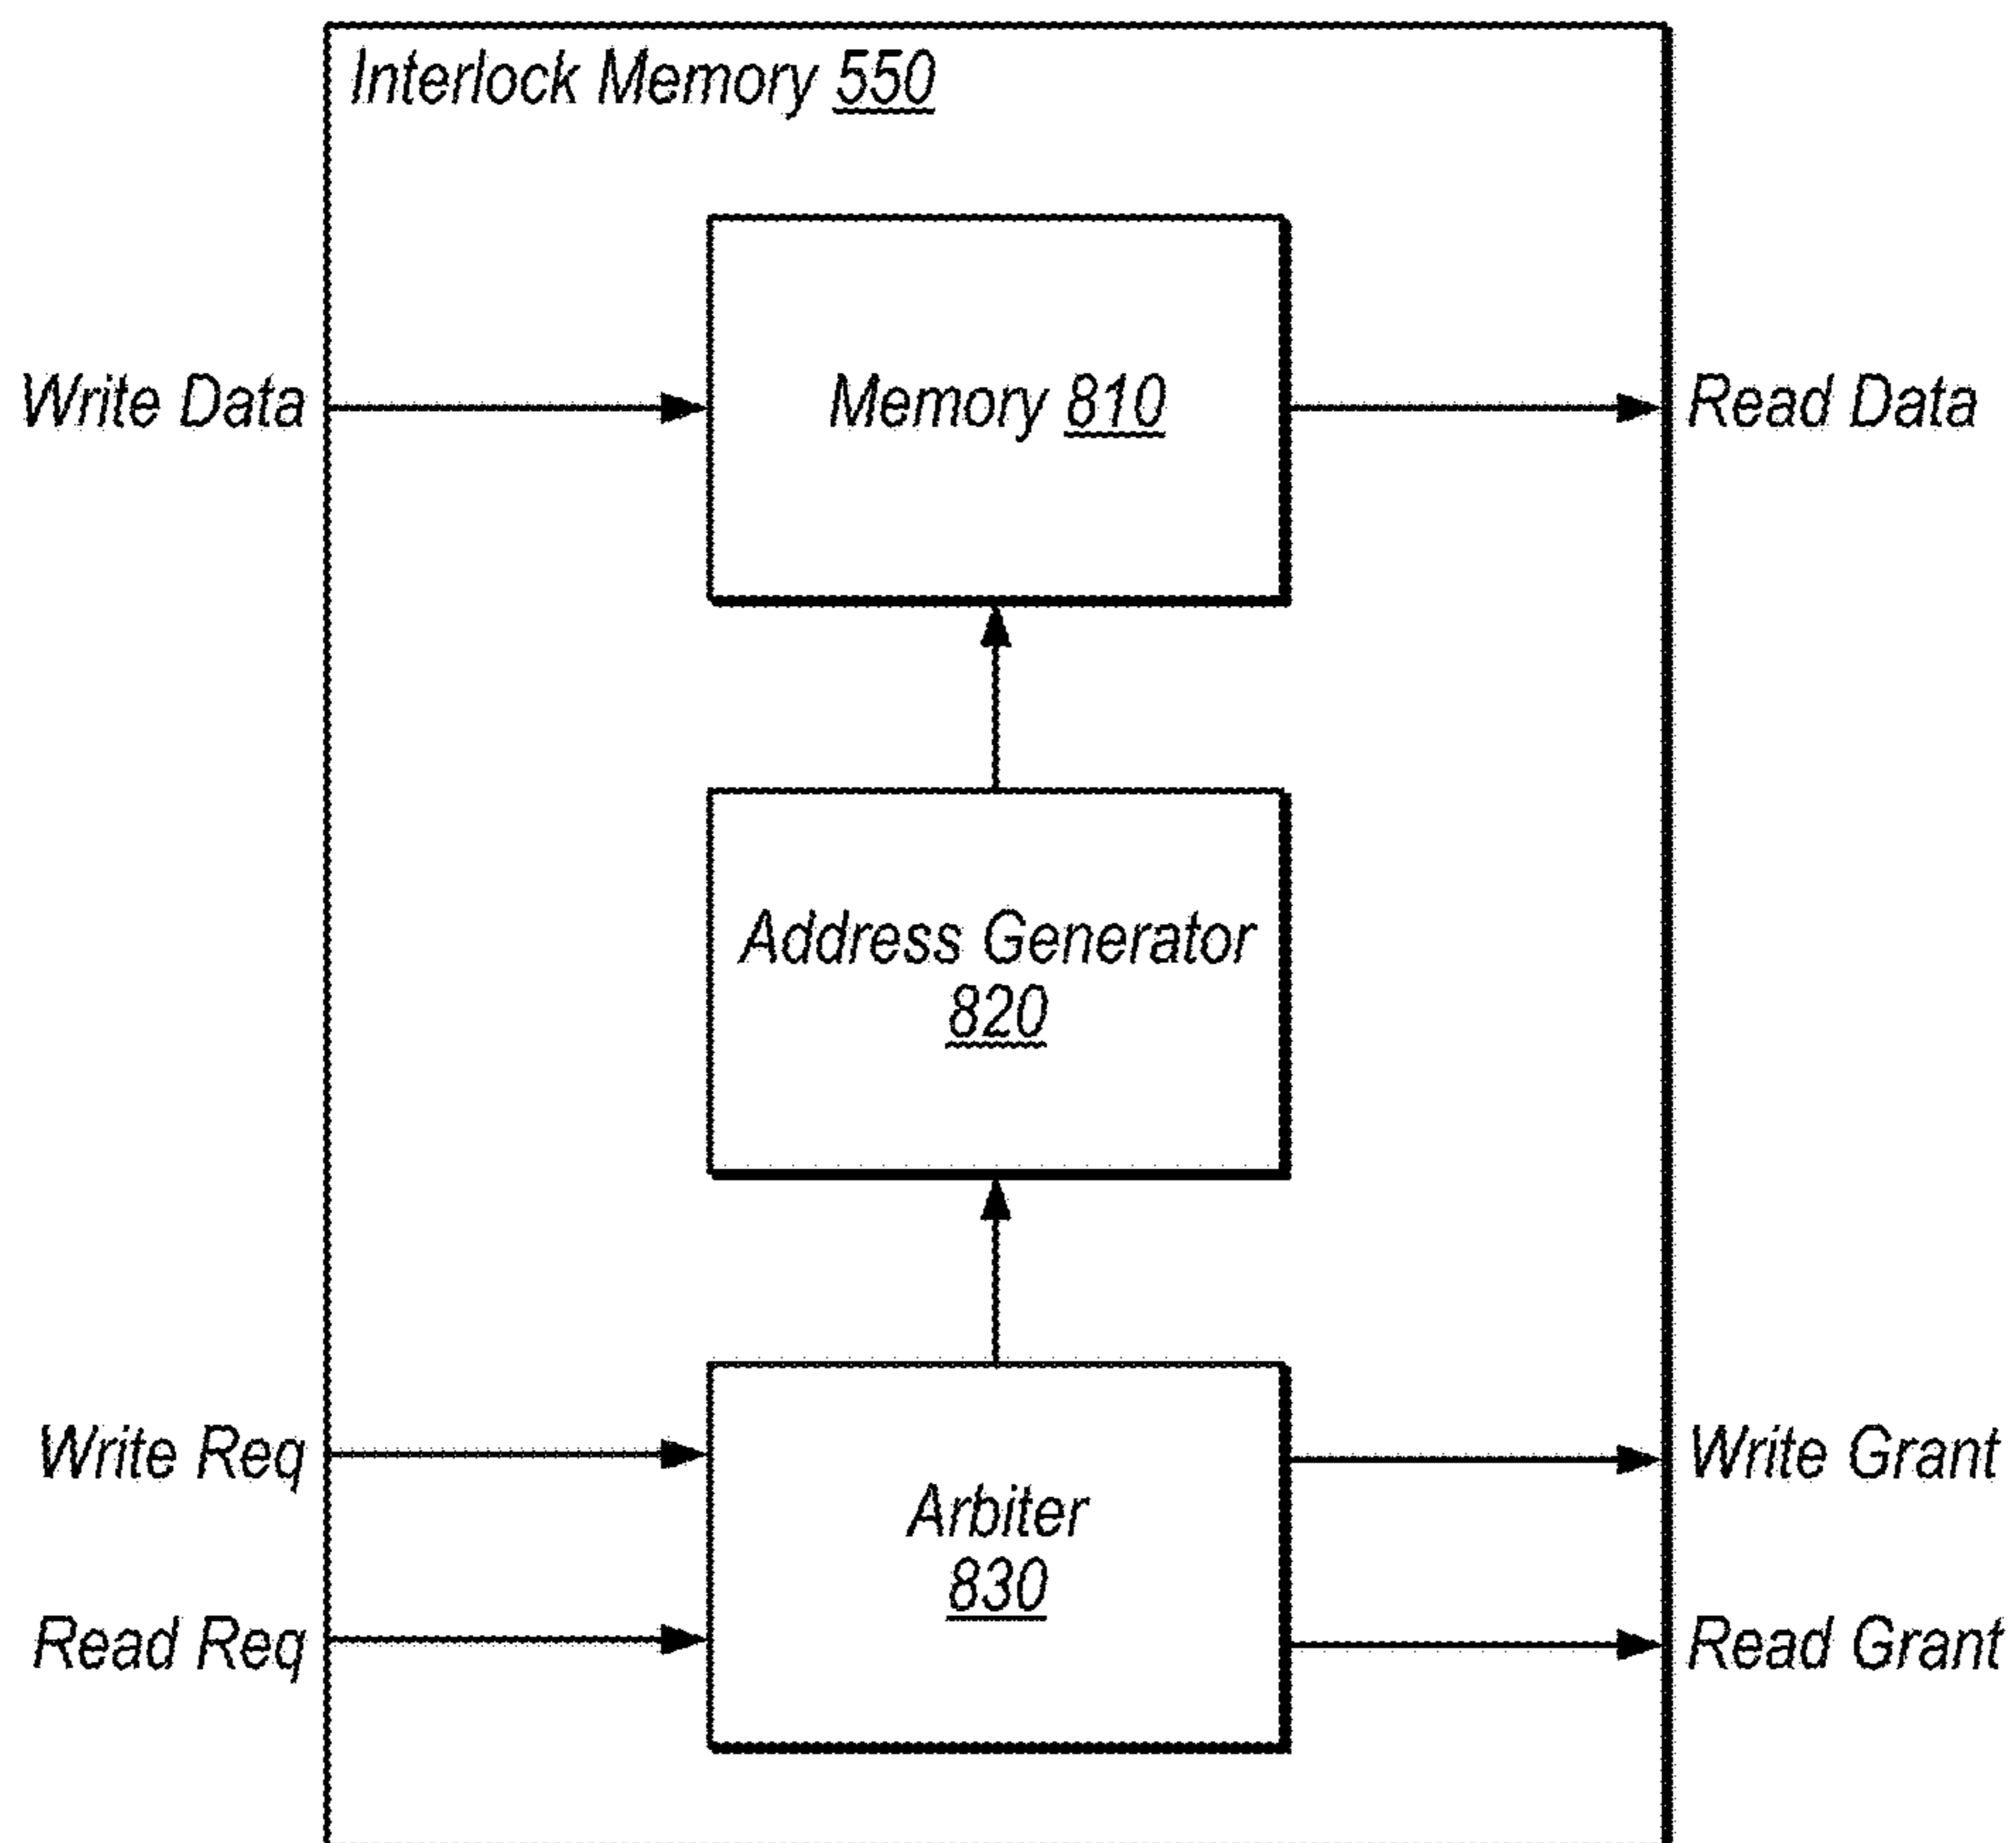 Interlock Memory 550
Write Data
Memory 810
Read Data
Address Generator
820
Write Req
Write Grant
Arbiter
830
Read Req
Read Grant